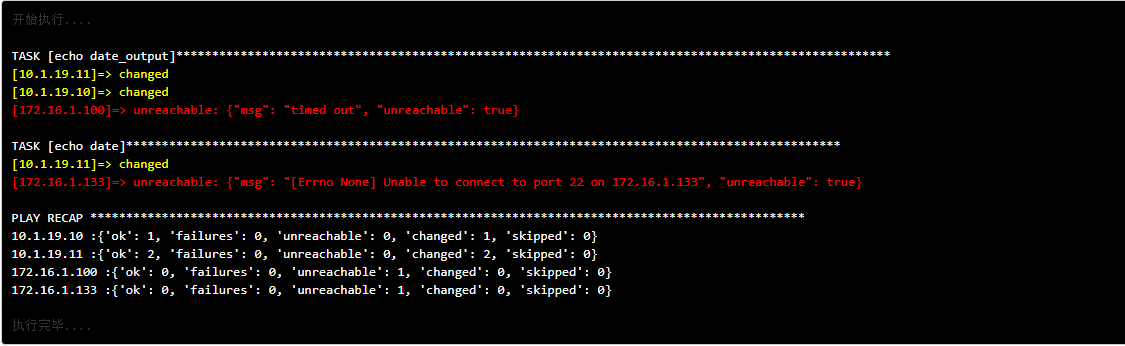 开始执行....
TASK [echo date_output]***************************************************************************************************
[10.1.19.11]=> changed
[10.1.19.10]=> changed
[172.16.1.100]=> unreachable: {"msg": "timed out", "unreachable": true}
TASK [echo date]***************************************************************************************************
[10.1.19.11]=> changed
[172.16.1.133]=> unreachable: {"msg": "[Errno None] Unable to connect to port 22 on 172.16.1.133", "unreachable": true}
PLAY RECAP ***************************************************************************************************
10.1.19.10 :{'ok': 1, 'failures': 0, 'unreachable': 0, 'changed': 1, 'skipped': 0}
10.1.19.11 :{'ok': 2, 'failures': 0, 'unreachable': 0, 'changed': 2, 'skipped': 0}
172.16.1.100 :{'ok': 0, 'failures': 0, 'unreachable': 1, 'changed': 0, 'skipped': 0}
172.16.1.133 :{'ok': 0, 'failures': 0, 'unreachable': 1, 'changed': 0, 'skipped': 0}
执行完毕....